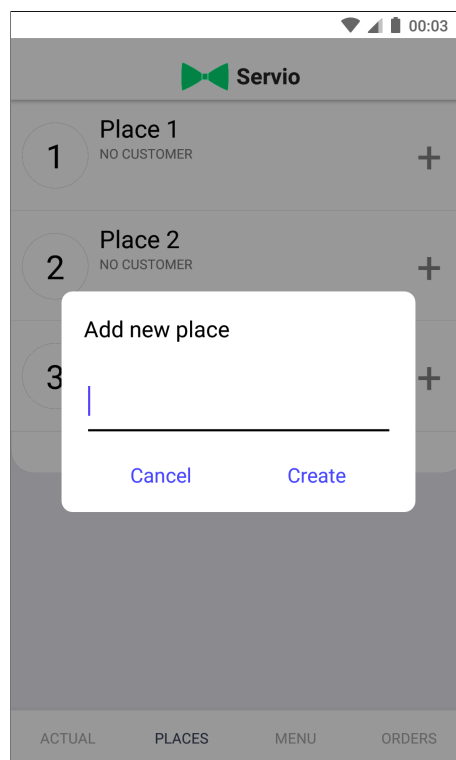 00:03
Servio
1
Place 1
NO CUSTOMER
+
2
Place 2
NO CUSTOMER
+
3
+
Add new place
Cancel Create
ACTUAL PLACES MENU ORDERS